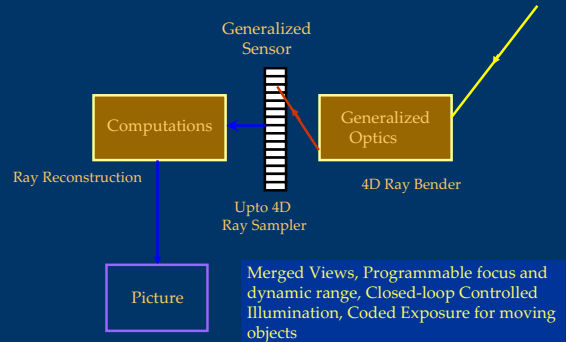 Generalized
Sensor
Computations
Generalized
Optics
Ray Reconstruction
4D Ray Bender
Upto 4D
Ray Sampler
Picture
Merged Views, Programmable focus and
dynamic range, Closed-loop Controlled
Illumination, Coded Exposure for moving
objects